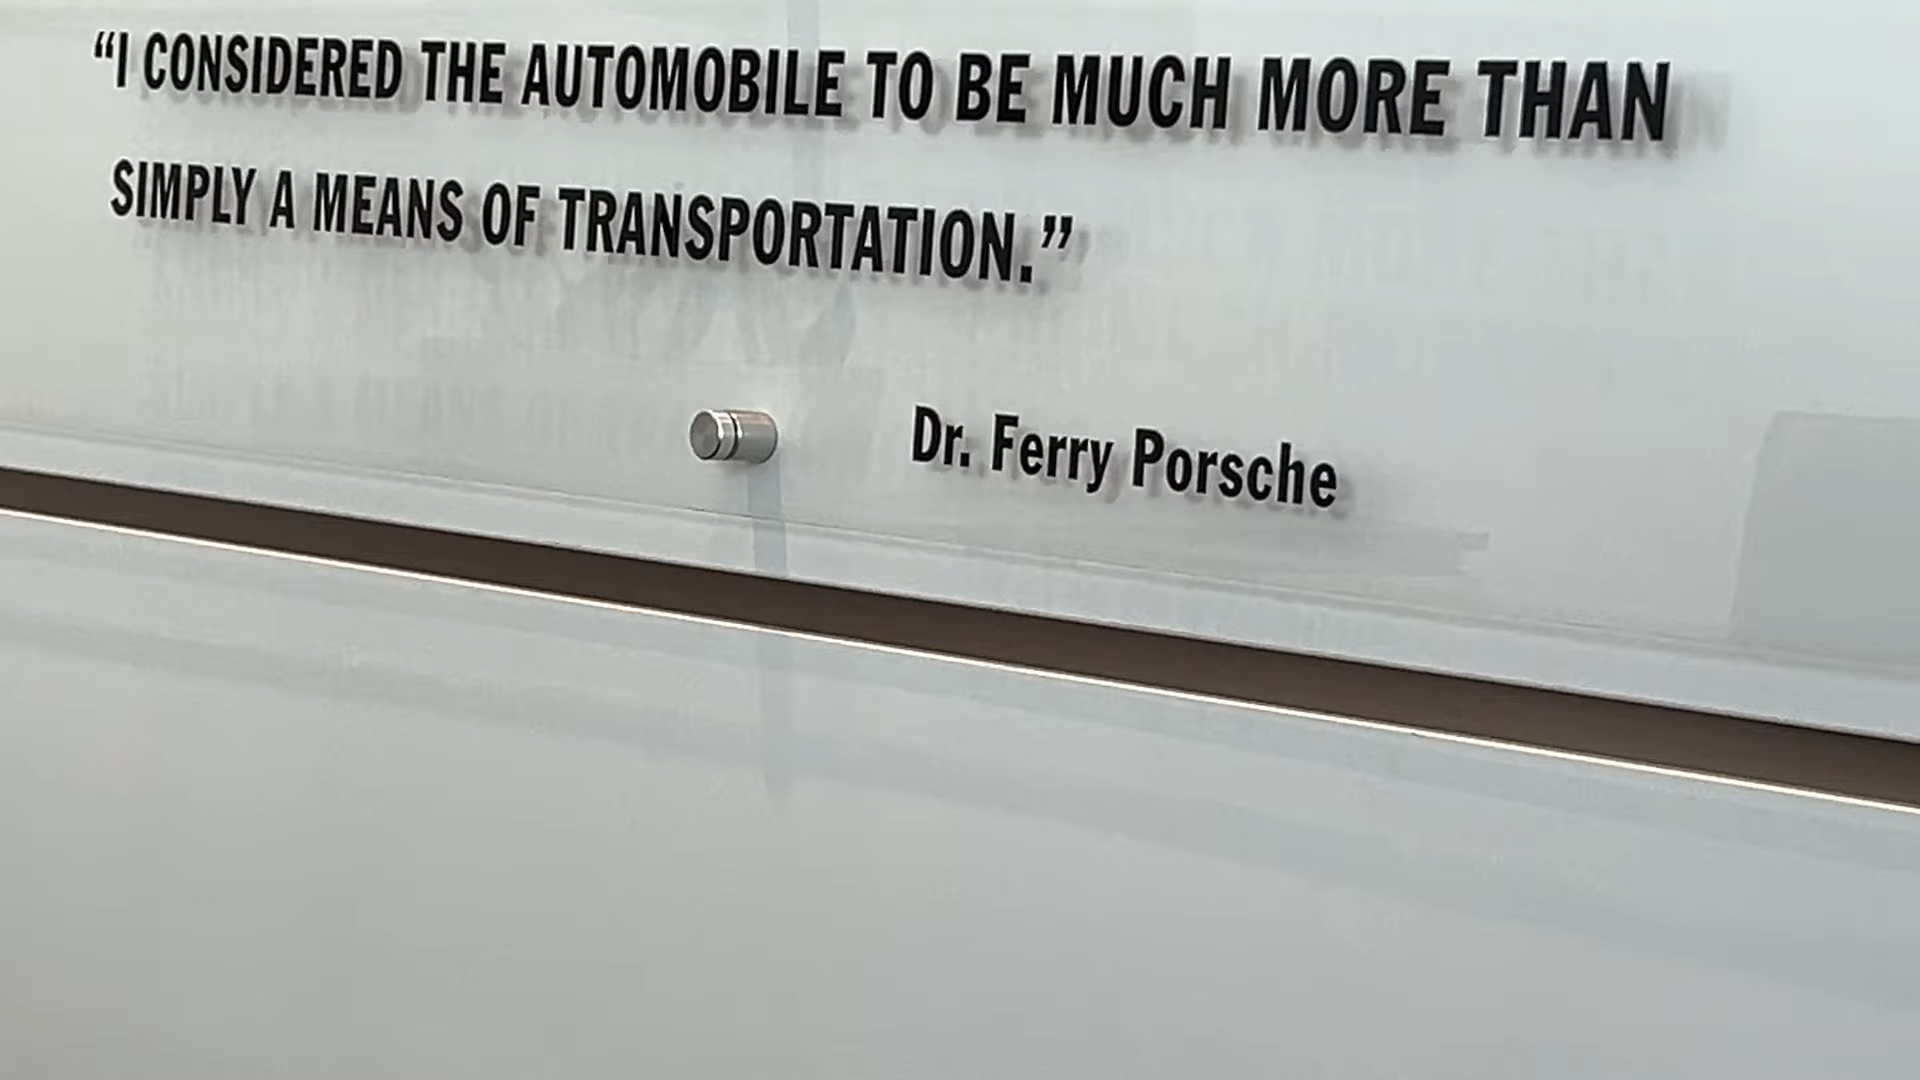 “I CONSIDERED THE AUTOMOBILE TO BE MUCH MORE THAN
SIMPLY A MEANS OF TRANSPORTATION.”
Dr. Ferry Porsche